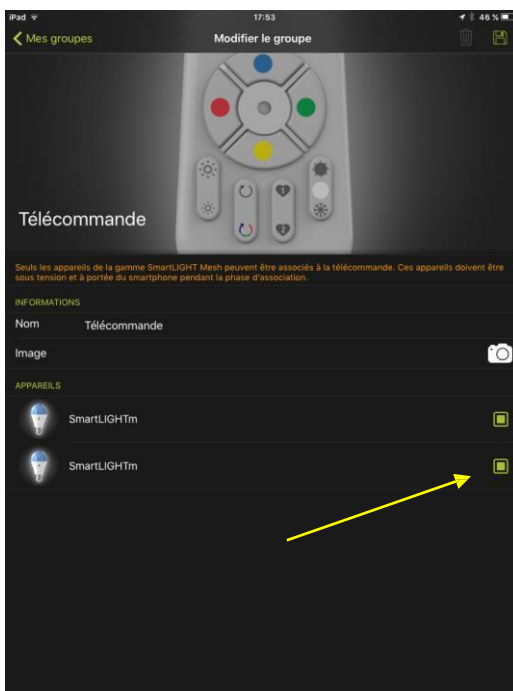 iPad 17:53 46 %
Mes groupes Modifier le groupe
1
2
Télécommande
Seuls les appareils de la gamme SmartLIGHT Mesh peuvent être associés à la télécommande. Ces appareils doivent être
sous tension et à portée du smartphone pendant la phase d'association.
INFORMATIONS
Nom Télécommande
Image
APPAREILS
SmartLIGHTm
SmartLIGHTm